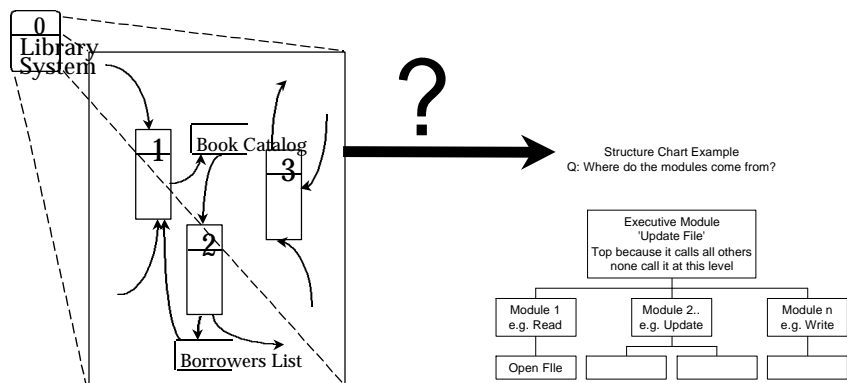 0
Library
System
1
Book Catalog
3
2
Borrowers List
?
Structure Chart Example
Q: Where do the modules come from?
Executive Module
'Update File'
Top because it calls all others
none call it at this level
Module 1
e.g. Read
Module 2..
e.g. Update
Module n
e.g. Write
Open FIle